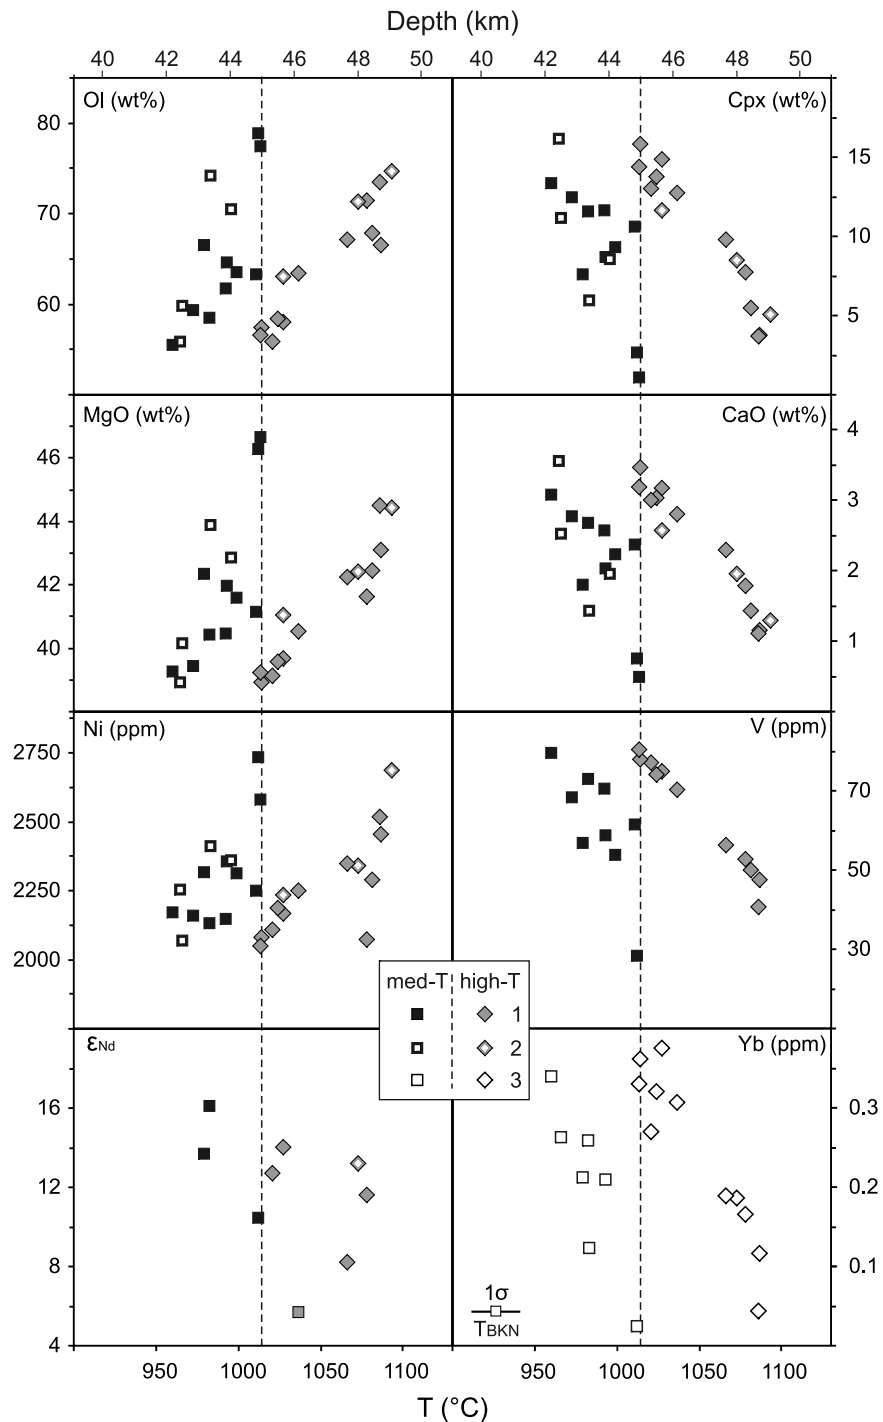 Depth (km)
40 42 44 46 48 50 40 42 44 46 48 50
Ol (wt%)
Cpx (wt%)
80
70
60
15
10
5
MgO (wt%)
CaO (wt%)
46
44
42
40
4
3
2
1
Ni (ppm)
V (ppm)
2750
2500
2250
2000
70
50
30
med-T high-T
1
2
3
εNd
Yb (ppm)
16
12
8
4
0.3
0.2
0.1
1σ
TBKN
950 1000 1050 1100 950 1000 1050 1100
T (°C)